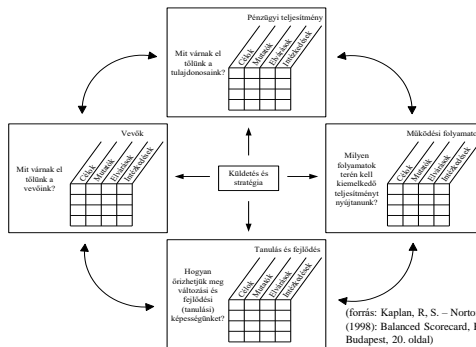 Pénzügyi teljesítmény
Mit várnak el
tőlünk a
tulajdonosaink?
Célok
Mutatók
Elvárások
Intézkedések
Vevők
Mit várnak el
tőlünk a
vevőink?
Célok
Mutatók
Elvárások
Intézkedések
Küldetés és
stratégia
Működési folyamatok
Milyen
folyamatok
terén kell
kiemelkedő
teljesítményt
nyújtanunk?
Célok
Mutatók
Elvárások
Intézkedések
Tanulás és fejlődés
Hogyan
őrizhetjük meg
változási és
fejlődési
(tanulási)
képességünket?
Célok
Mutatók
Elvárások
Intézkedések
(forrás: Kaplan, R, S. – Norto
(1998): Balanced Scorecard,
Budapest, 20. oldal)